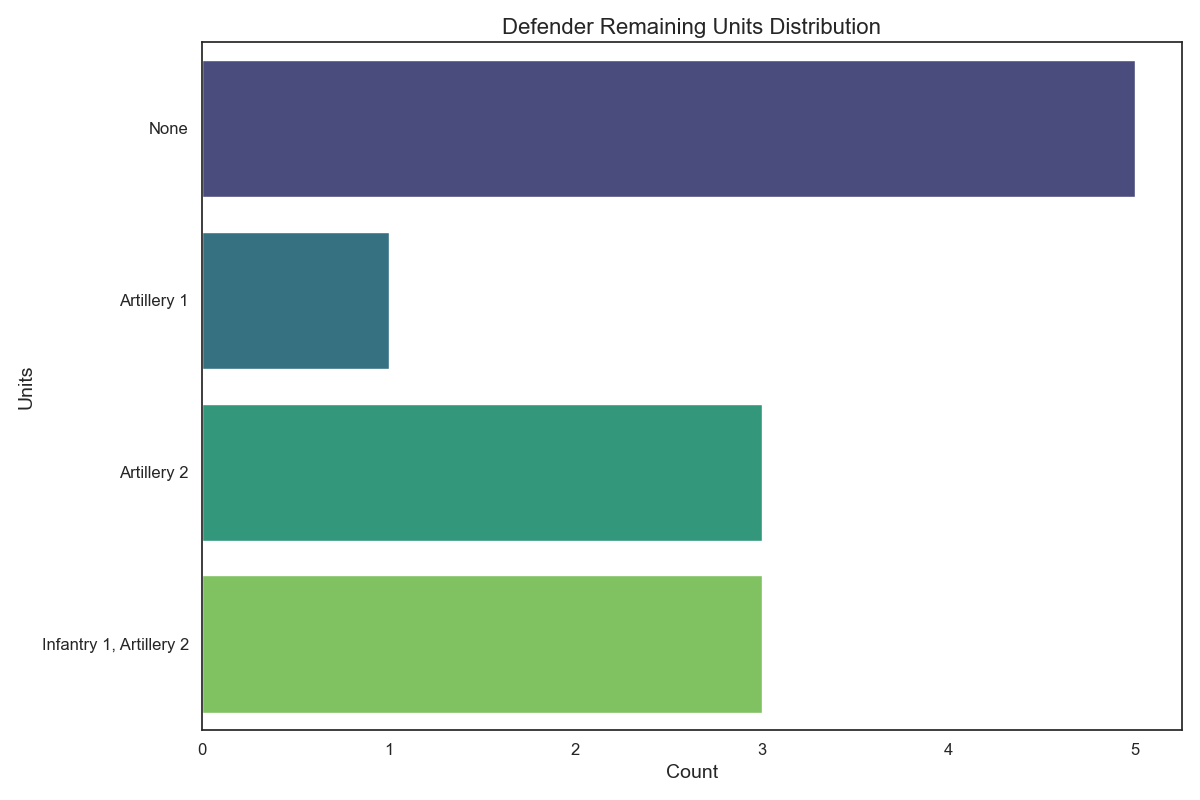 Defender Remaining Units Distribution
None
Artillery 1
Artillery 2
Infantry 1, Artillery 2
Units
0 1 2 3 4 5
Count